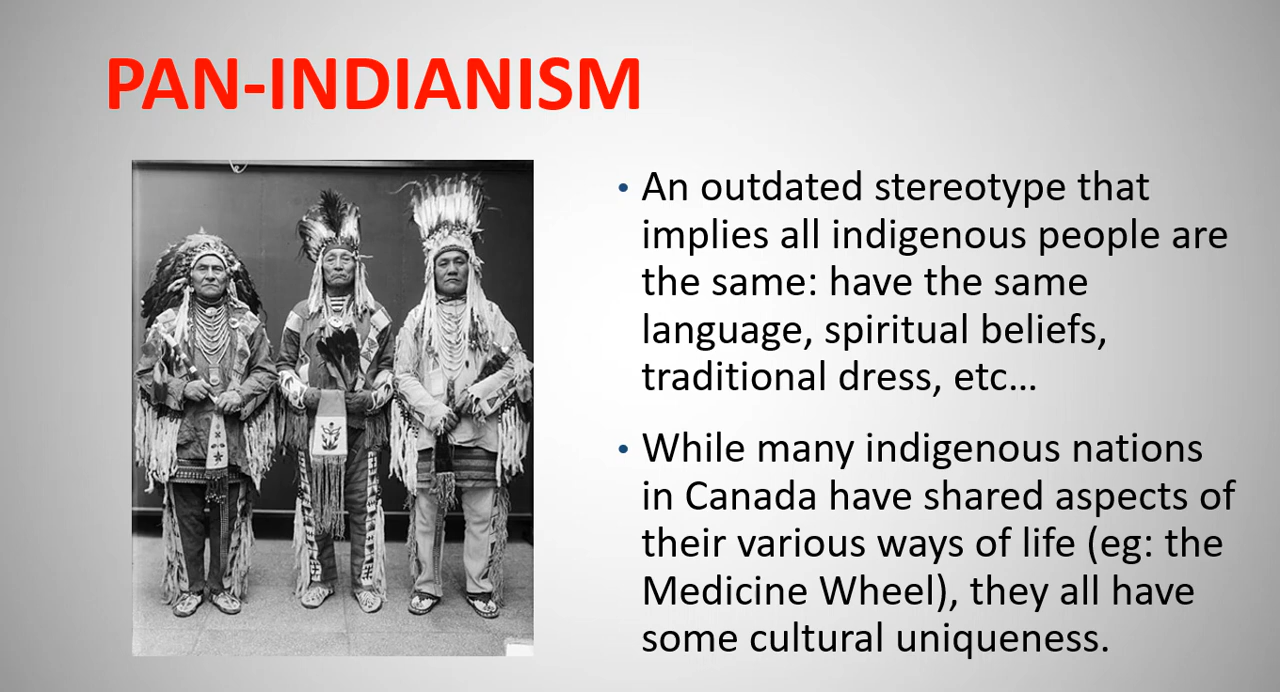 PAN-INDIANISM
• An outdated stereotype that
implies all indigenous people are
the same: have the same
language, spiritual beliefs,
traditional dress, etc…
• While many indigenous nations
in Canada have shared aspects of
their various ways of life (eg: the
Medicine Wheel), they all have
some cultural uniqueness.